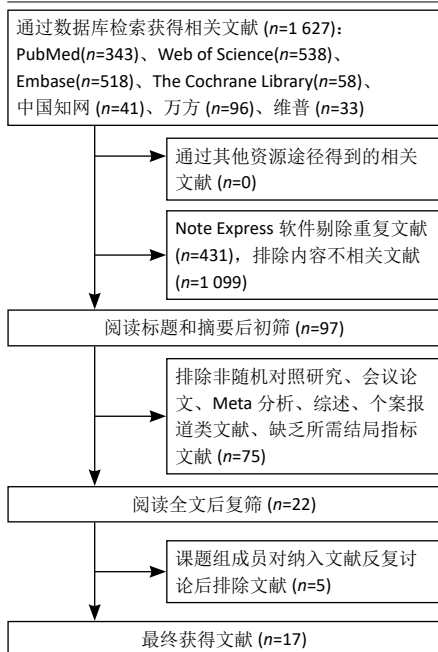 通过数据库检索获得相关文献 (n=1 627)：
PubMed(n=343)、Web of Science(n=538)、
Embase(n=518)、The Cochrane Library(n=58)、
中国知网 (n=41)、万方 (n=96)、维普 (n=33)
通过其他资源途径得到的相关
文献 (n=0)
Note Express 软件剔除重复文献
(n=431)，排除内容不相关文献
(n=1 099)
阅读标题和摘要后初筛 (n=97)
排除非随机对照研究、会议论
文、Meta 分析、综述、个案报
道类文献、缺乏所需结局指标
文献 (n=75)
阅读全文后复筛 (n=22)
课题组成员对纳入文献反复讨
论后排除文献 (n=5)
最终获得文献 (n=17)